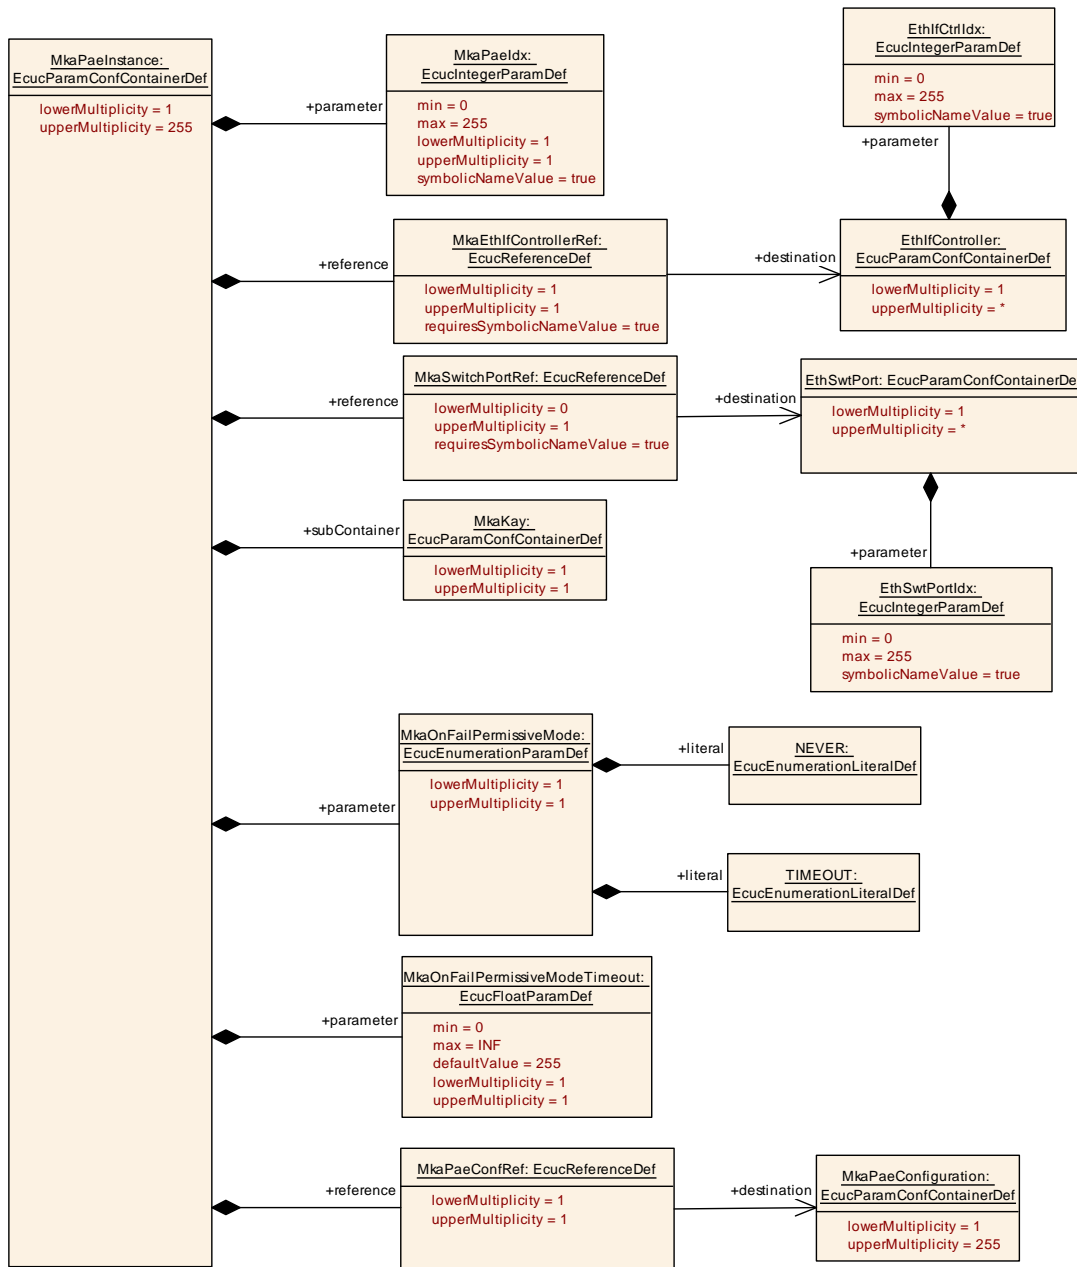 MkaPaeInstance:
EcucParamConfContainerDef
lowerMultiplicity = 1
upperMultiplicity = 255
+parameter
MkaPaeIdx:
EcucIntegerParamDef
min = 0
max = 255
lowerMultiplicity = 1
upperMultiplicity = 1
symbolicNameValue = true
EthIfCtrlIdx:
EcucIntegerParamDef
min = 0
max = 255
symbolicNameValue = true
+parameter
+reference
MkaEthIfControllerRef:
EcucReferenceDef
lowerMultiplicity = 1
upperMultiplicity = 1
requiresSymbolicNameValue = true
+destination
EthIfController:
EcucParamConfContainerDef
lowerMultiplicity = 1
upperMultiplicity = *
+reference
MkaSwitchPortRef: EcucReferenceDef
lowerMultiplicity = 0
upperMultiplicity = 1
requiresSymbolicNameValue = true
+destination
EthSwtPort: EcucParamConfContainerDe
lowerMultiplicity = 1
upperMultiplicity = *
+subContainer
MkaKay:
EcucParamConfContainerDef
lowerMultiplicity = 1
upperMultiplicity = 1
+parameter
EthSwtPortIdx:
EcucIntegerParamDef
min = 0
max = 255
symbolicNameValue = true
+parameter
MkaOnFailPermissiveMode:
EcucEnumerationParamDef
lowerMultiplicity = 1
upperMultiplicity = 1
+literal
NEVER:
EcucEnumerationLiteralDef
+literal
TIMEOUT:
EcucEnumerationLiteralDef
+parameter
MkaOnFailPermissiveModeTimeout:
EcucFloatParamDef
min = 0
max = INF
defaultValue = 255
lowerMultiplicity = 1
upperMultiplicity = 1
+reference
MkaPaeConfRef: EcucReferenceDef
lowerMultiplicity = 1
upperMultiplicity = 1
+destination
MkaPaeConfiguration:
EcucParamConfContainerDef
lowerMultiplicity = 1
upperMultiplicity = 255